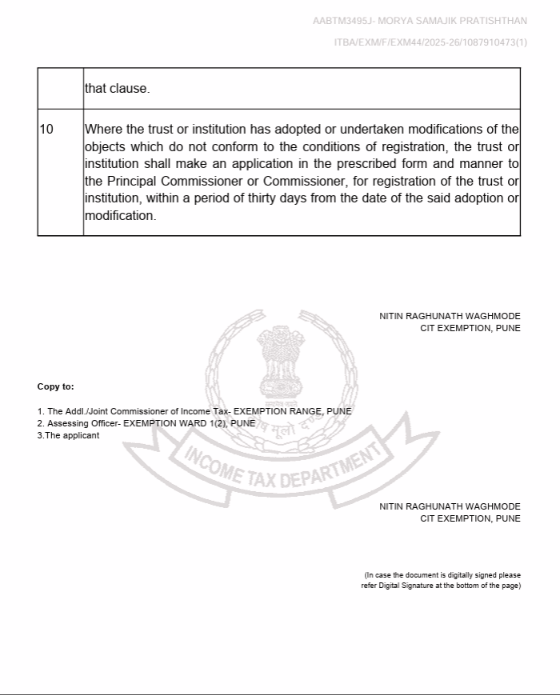 AABTM3495J- MORYA SAMAJIK PRATISHTHAN
ITBA/EXM/F/EXM44/2025-26/1087910473(1)
that clause.
10 Where the trust or institution has adopted or undertaken modifications of the
objects which do not conform to the conditions of registration, the trust or
institution shall make an application in the prescribed form and manner to
the Principal Commissioner or Commissioner, for registration of the trust or
institution, within a period of thirty days from the date of the said adoption or
modification.
NITIN RAGHUNATH WAGHMODE
CIT EXEMPTION, PUNE
Copy to:
1. The Addl./Joint Commissioner of Income Tax- EXEMPTION RANGE, PUNE
2. Assessing Officer- EXEMPTION WARD 1(2), PUNE
3.The applicant
INCOME TAX DEPARTMENT
NITIN RAGHUNATH WAGHMODE
CIT EXEMPTION, PUNE
(In case the document is digitally signed please
refer Digital Signature at the bottom of the page)